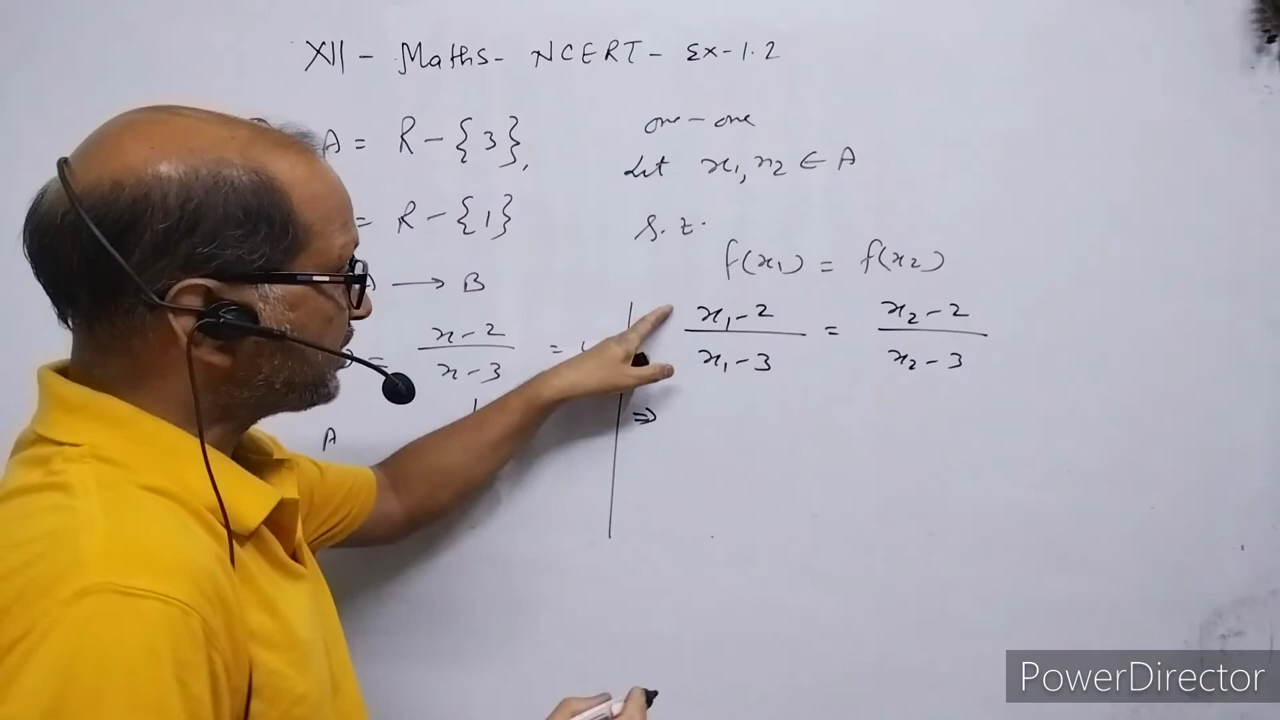 XII - Maths - NCERT - Ex-1.2
A = R - {3},
= R - {1}
A → B
= x-2 / x-3 =
A
one-one
Let x1, x2 ∈ A
s.t.
f(x1) = f(x2)
x1-2 / x1-3 = x2-2 / x2-3
⇒
PowerDirector